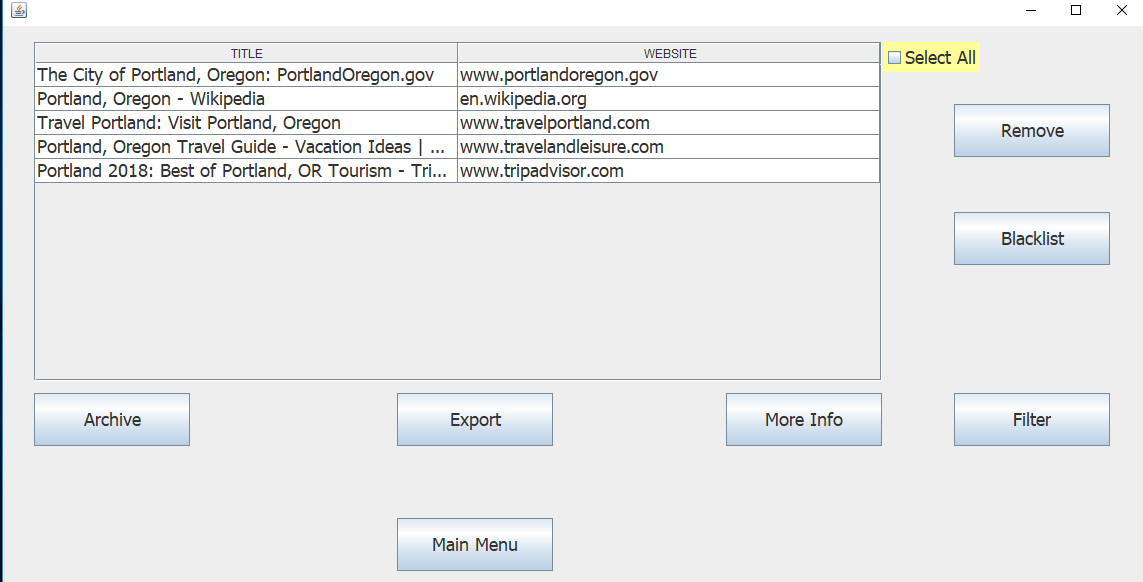 TITLE WEBSITE
Select All
The City of Portland, Oregon: PortlandOregon.gov www.portlandoregon.gov
Portland, Oregon - Wikipedia en.wikipedia.org
Travel Portland: Visit Portland, Oregon www.travelportland.com
Portland, Oregon Travel Guide - Vacation Ideas | ... www.travelandleisure.com
Portland 2018: Best of Portland, OR Tourism - Tri... www.tripadvisor.com
Remove
Blacklist
Archive
Export
More Info
Filter
Main Menu